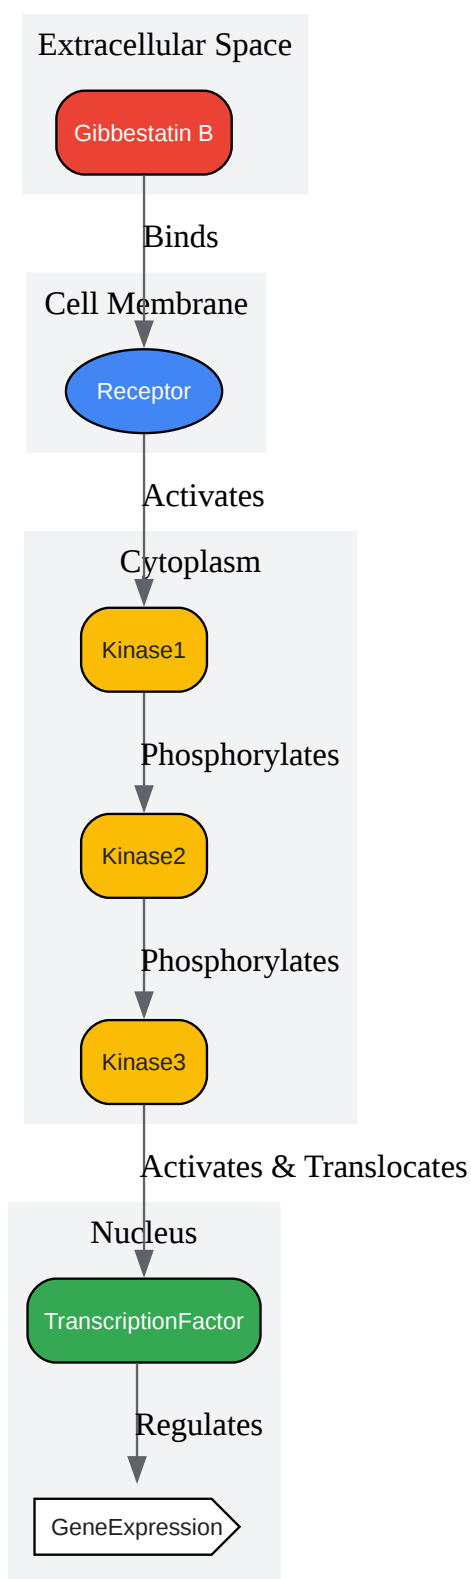 Extracellular Space
Gibbestatin B
Binds
Cell Membrane
Receptor
Activates
Cytoplasm
Kinase1
Phosphorylates
Kinase2
Phosphorylates
Kinase3
Activates & Translocates
Nucleus
TranscriptionFactor
Regulates
GeneExpression